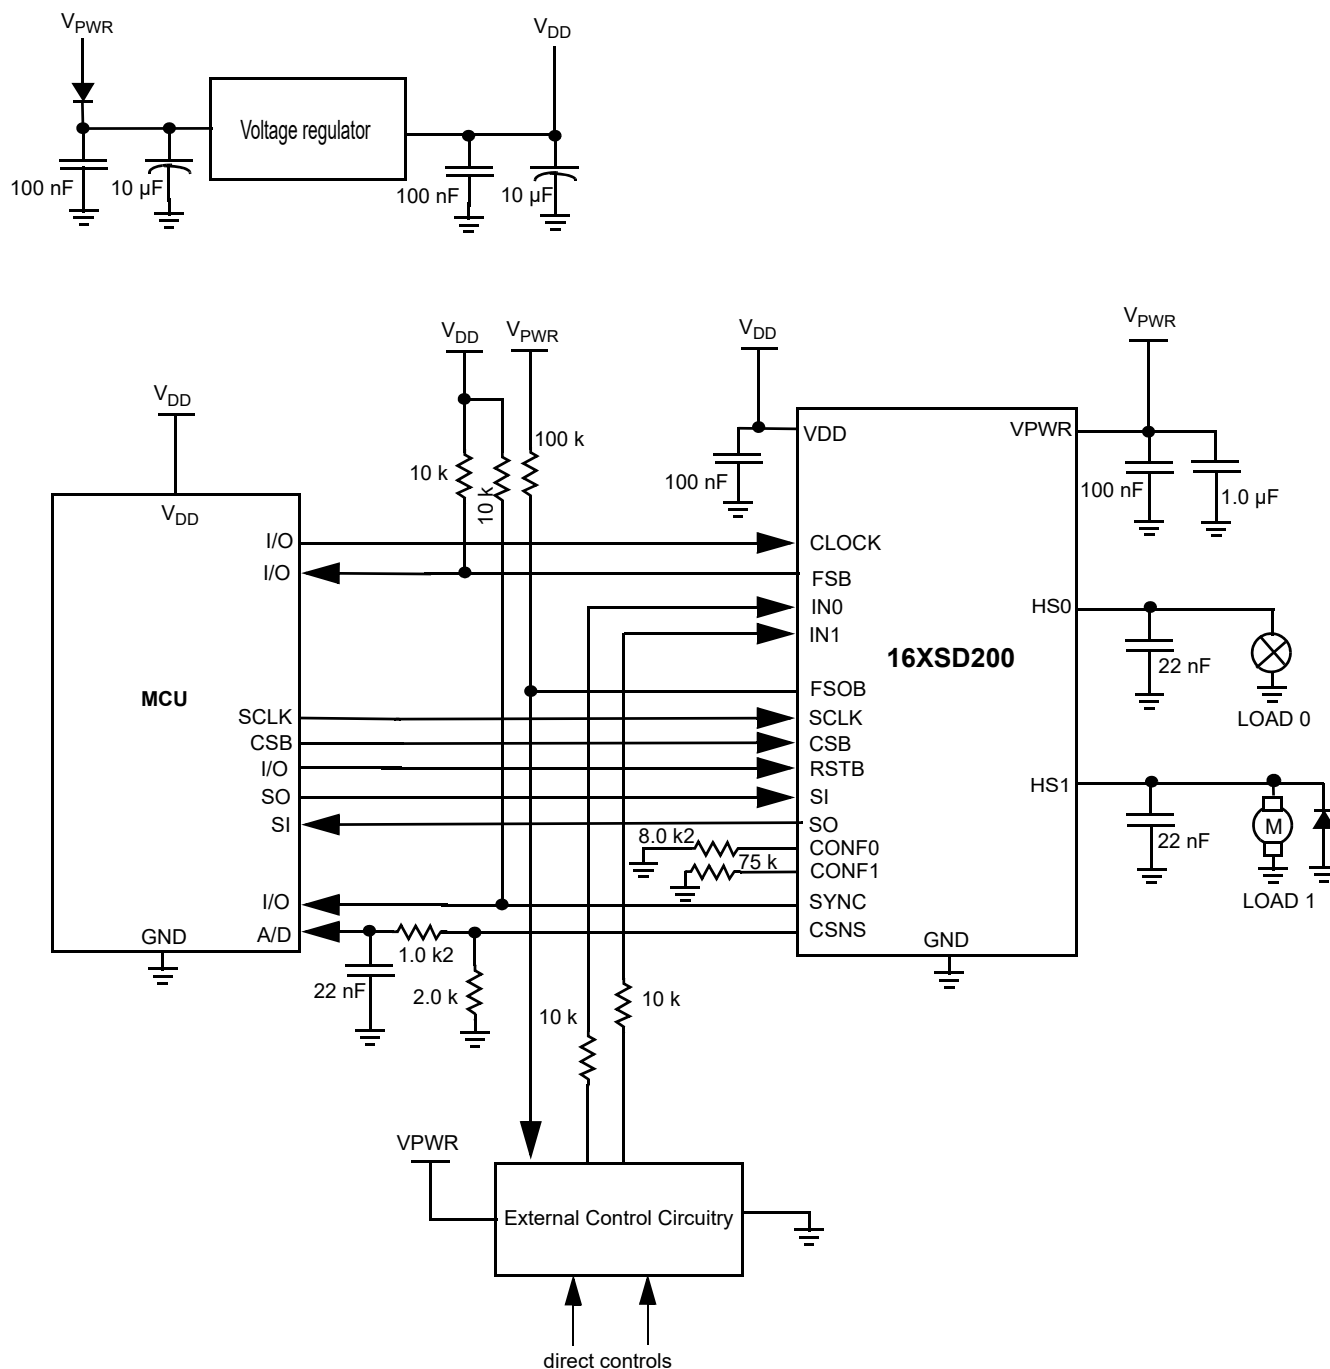 VPWR
VDD
Voltage regulator
100 nF
10 µF
100 nF
10 µF
VDD
VPWR
VDD
VPWR
VDD
100 k
10 k
10 k
VDD
VPWR
100 nF
100 nF
1.0 µF
VDD
I/O
CLOCK
I/O
FSB
IN0
HS0
IN1
16XSD200
22 nF
MCU
FSOB
LOAD 0
SCLK
SCLK
CSB
CSB
I/O
RSTB
HS1
SO
SI
SI
SO
M
22 nF
8.0 k2
CONF0
75 k
CONF1
LOAD 1
I/O
SYNC
GND
A/D
CSNS
GND
1.0 k2
22 nF
2.0 k
10 k
10 k
VPWR
External Control Circuitry
direct controls